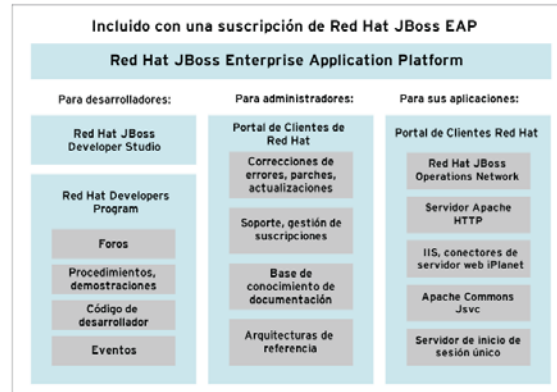 Incluido con una suscripción de Red Hat JBoss EAP
Red Hat JBoss Enterprise Application Platform
Para desarrolladores:
Red Hat JBoss
Developer Studio
Red Hat Developers
Program
Foros
Procedimientos,
demostraciones
Código de
desarrollador
Eventos
Para administradores:
Portal de Clientes de
Red Hat
Correcciones de
errores, parches,
actualizaciones
Soporte, gestión de
suscripciones
Base de
conocimiento de
documentación
Arquitecturas de
referencia
Para sus aplicaciones:
Portal de Clientes Red Hat
Red Hat JBoss
Operations Network
Servidor Apache
HTTP
IIS, conectores de
servidor web iPlanet
Apache Commons
Jsvc
Servidor de inicio de
sesión único